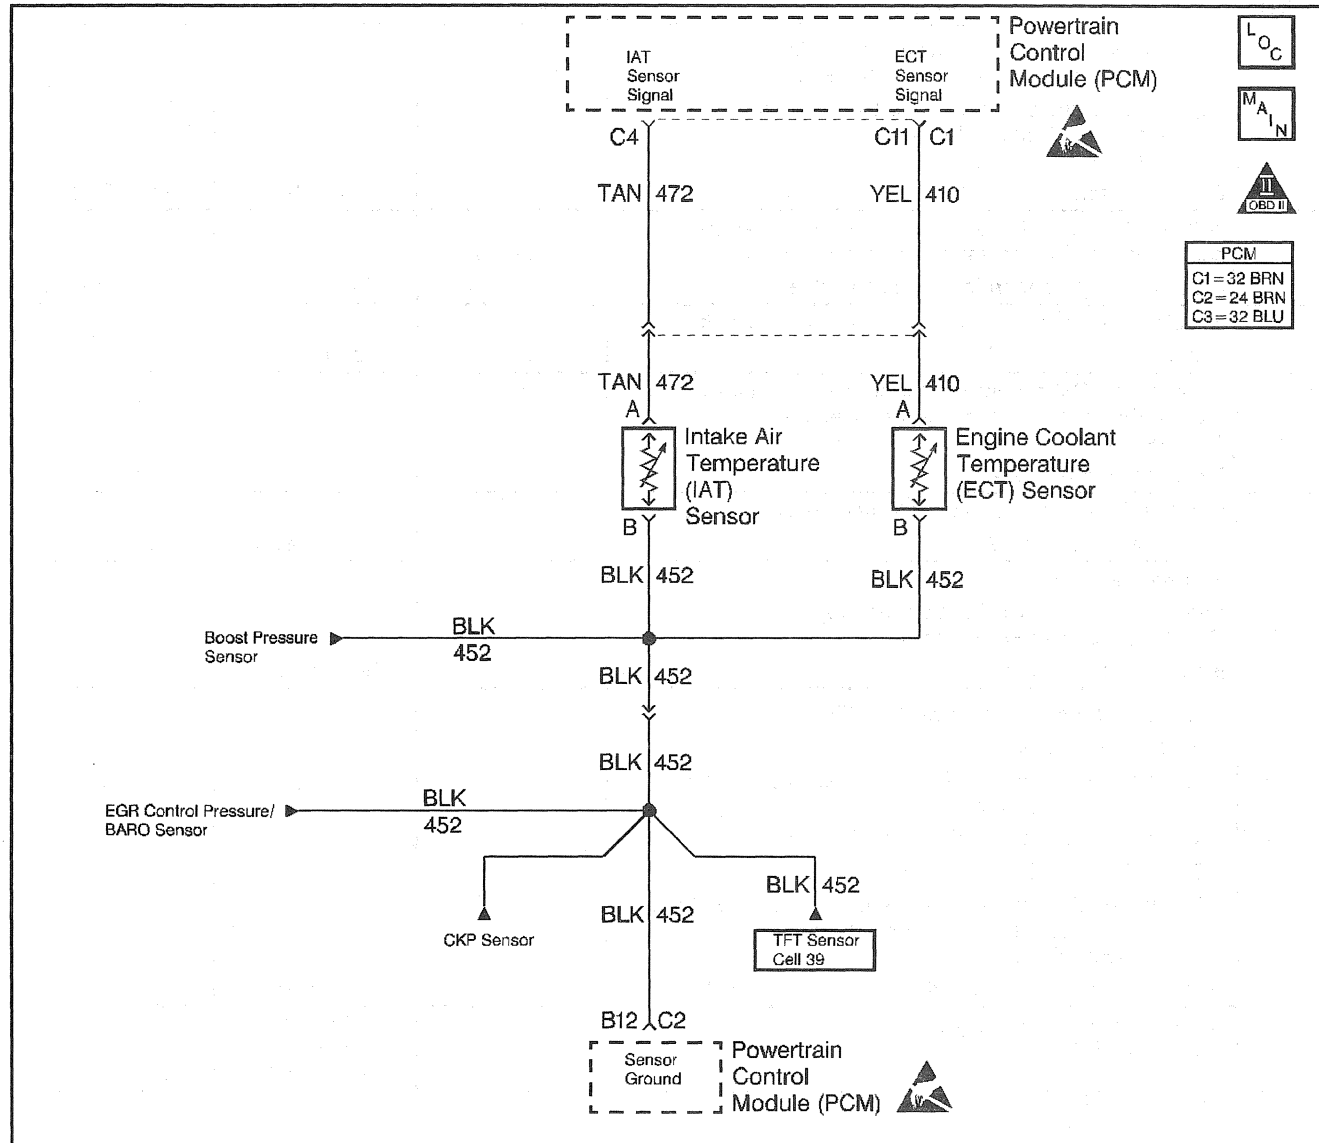 Powertrain
Control
Module (PCM)
IAT
Sensor
Signal
ECT
Sensor
Signal
LOC
MAIN
II
OBD II
C4
C11
C1
TAN 472
YEL 410
PCM
C1=32 BRN
C2=24 BRN
C3=32 BLU
TAN 472
YEL 410
A
A
Intake Air
Temperature
(IAT)
Sensor
Engine Coolant
Temperature
(ECT) Sensor
B
B
BLK 452
BLK 452
Boost Pressure
Sensor
BLK
452
BLK 452
BLK 452
EGR Control Pressure/
BARO Sensor
BLK
452
BLK 452
BLK 452
CKP Sensor
TFT Sensor
Cell 39
B12
C2
Sensor
Ground
Powertrain
Control
Module (PCM)